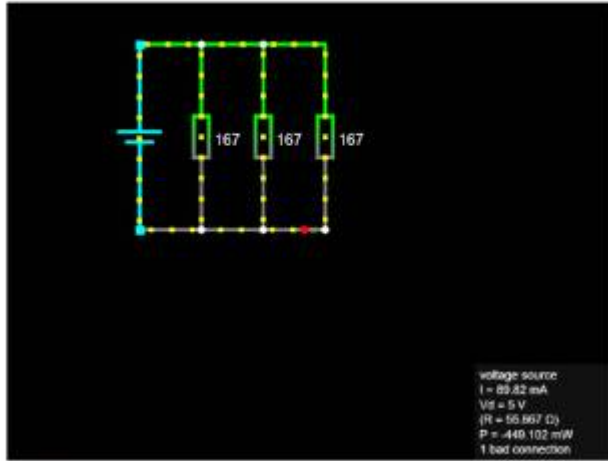 167 167 167
voltage source
I = 89.82 mA
Vd = 5 V
(R = 55.667 Ω)
P = -449.102 mW
1 bad connection